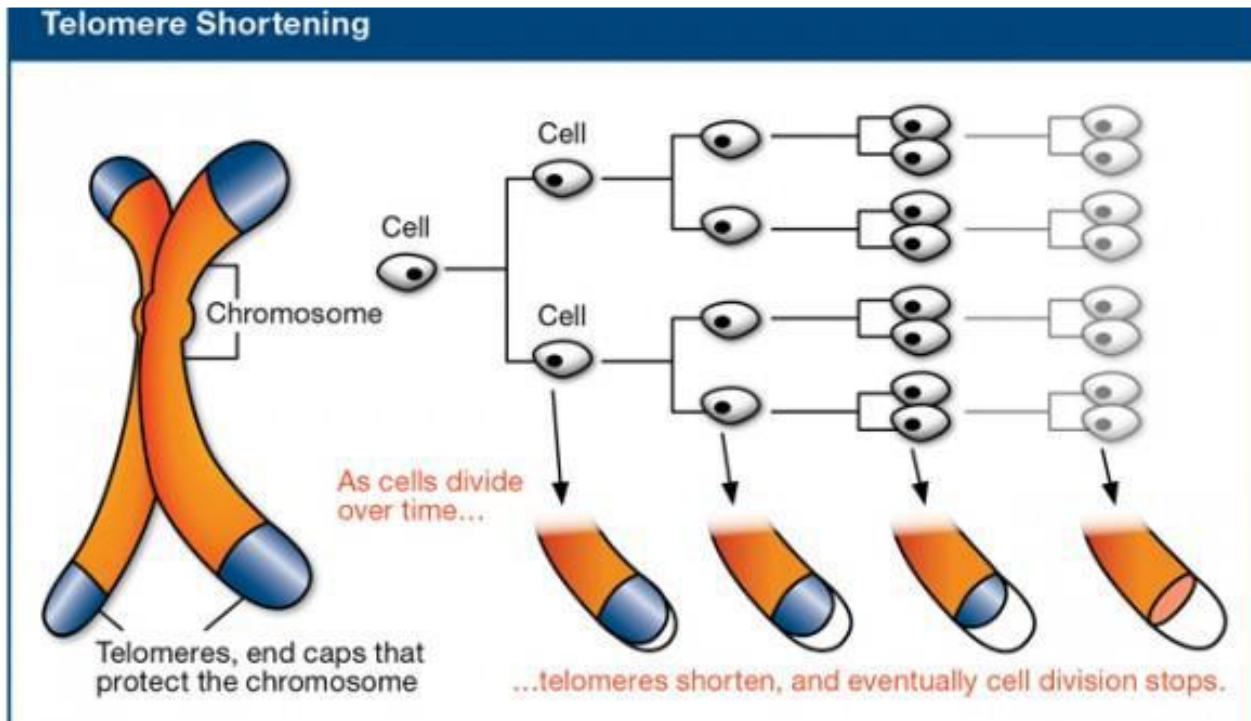 Telomere Shortening
Cell
Cell
Chromosome
Cell
As cells divide
over time...
Telomeres, end caps that
protect the chromosome
...telomeres shorten, and eventually cell division stops.